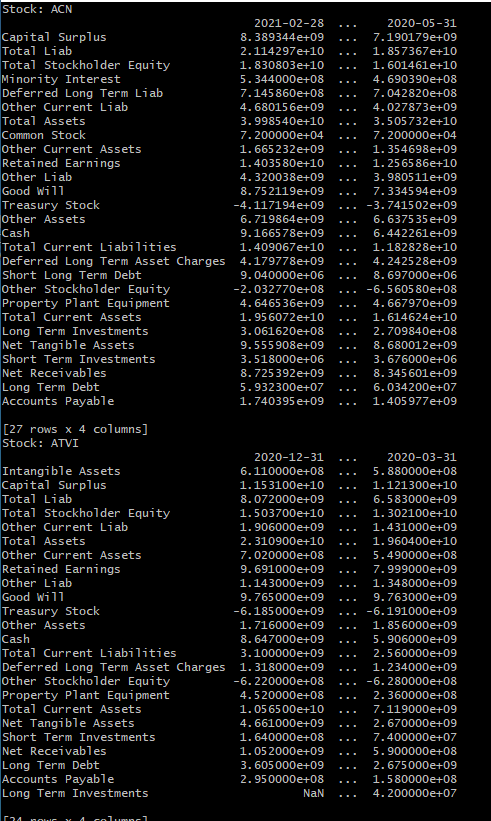 Stock: ACN
2021-02-28 ... 2020-05-31
Capital Surplus 8.389344e+09 ... 7.190179e+09
Total Liab 2.114297e+10 ... 1.857367e+10
Total Stockholder Equity 1.830803e+10 ... 1.601461e+10
Minority Interest 5.344000e+08 ... 4.690390e+08
Deferred Long Term Liab 7.145860e+08 ... 7.042820e+08
Other Current Liab 4.680156e+09 ... 4.027873e+09
Total Assets 3.998540e+10 ... 3.505732e+10
Common Stock 7.200000e+04 ... 7.200000e+04
Other Current Assets 1.665232e+09 ... 1.354698e+09
Retained Earnings 1.403580e+10 ... 1.256586e+10
Other Liab 4.320038e+09 ... 3.980511e+09
Good Will 8.752119e+09 ... 7.334594e+09
Treasury Stock -4.117194e+09 ... -3.741502e+09
Other Assets 6.719864e+09 ... 6.637535e+09
Cash 9.166578e+09 ... 6.442261e+09
Total Current Liabilities 1.409067e+10 ... 1.182828e+10
Deferred Long Term Asset Charges 4.179778e+09 ... 4.242528e+09
Short Long Term Debt 9.040000e+06 ... 8.697000e+06
Other Stockholder Equity -2.032770e+08 ... -6.560580e+08
Property Plant Equipment 4.646536e+09 ... 4.667970e+09
Total Current Assets 1.956072e+10 ... 1.614624e+10
Long Term Investments 3.061620e+08 ... 2.709840e+08
Net Tangible Assets 9.555908e+09 ... 8.680012e+09
Short Term Investments 3.518000e+06 ... 3.676000e+06
Net Receivables 8.725392e+09 ... 8.345601e+09
Long Term Debt 5.932300e+07 ... 6.034200e+07
Accounts Payable 1.740395e+09 ... 1.405977e+09
[27 rows x 4 columns]
Stock: ATVI
2020-12-31 ... 2020-03-31
Intangible Assets 6.110000e+08 ... 5.880000e+08
Capital Surplus 1.153100e+10 ... 1.121300e+10
Total Liab 8.072000e+09 ... 6.583000e+09
Total Stockholder Equity 1.503700e+10 ... 1.302100e+10
Other Current Liab 1.906000e+09 ... 1.431000e+09
Total Assets 2.310900e+10 ... 1.960400e+10
Other Current Assets 7.020000e+08 ... 5.490000e+08
Retained Earnings 9.691000e+09 ... 7.999000e+09
Other Liab 1.143000e+09 ... 1.348000e+09
Good Will 9.765000e+09 ... 9.763000e+09
Treasury Stock -6.185000e+09 ... -6.191000e+09
Other Assets 1.716000e+09 ... 1.856000e+09
Cash 8.647000e+09 ... 5.906000e+09
Total Current Liabilities 3.100000e+09 ... 2.560000e+09
Deferred Long Term Asset Charges 1.318000e+09 ... 1.234000e+09
Other Stockholder Equity -6.220000e+08 ... -6.280000e+08
Property Plant Equipment 4.520000e+08 ... 2.360000e+08
Total Current Assets 1.056500e+10 ... 7.119000e+09
Net Tangible Assets 4.661000e+09 ... 2.670000e+09
Short Term Investments 1.640000e+08 ... 7.400000e+07
Net Receivables 1.052000e+09 ... 5.900000e+08
Long Term Debt 3.605000e+09 ... 2.675000e+09
Accounts Payable 2.950000e+08 ... 1.580000e+08
Long Term Investments NaN ... 4.200000e+07
[24 rows x 4 columns]